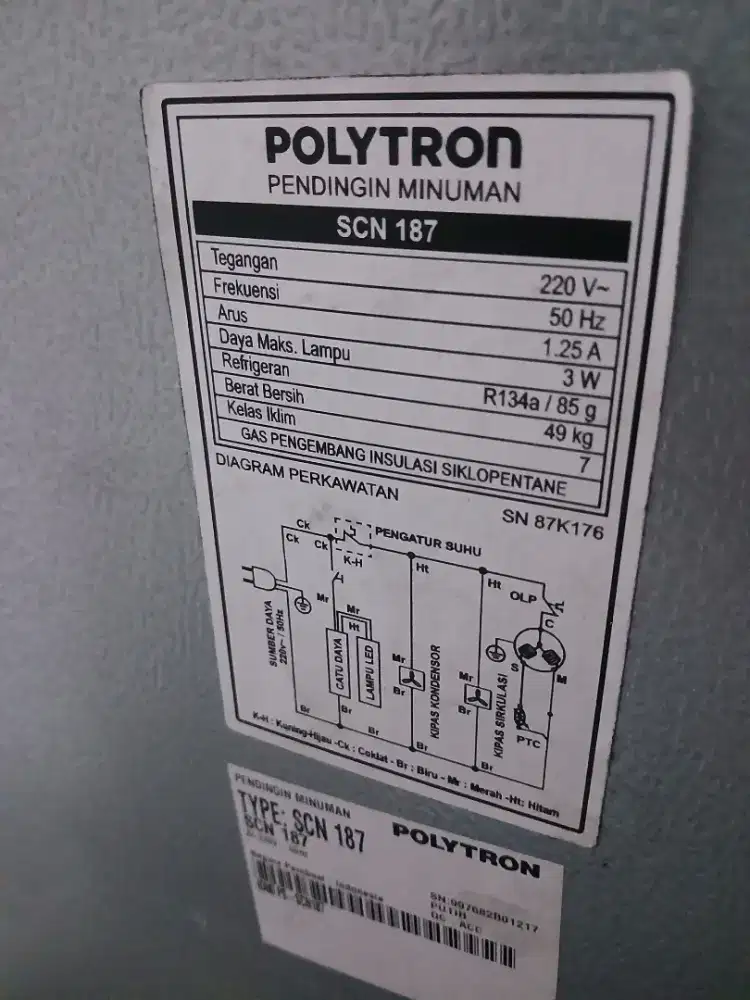 POLYTRON
PENDINGIN MINUMAN
SCN 187
Tegangan 220 V~
Frekuensi 50 Hz
Arus 1.25 A
Daya Maks. Lampu 3 W
Refrigeran R134a / 85 g
Berat Bersih 49 kg
Kelas Iklim 7
GAS PENGEMBANG INSULASI SIKLOPENTANE
DIAGRAM PERKAWATAN
SN 87K176
Ck
Ck
Ck
K-H
PENGATUR SUHU
Ht
Ht
OLP
C
S
M
PTC
SUMBER DAYA
220v~ / 50Hz
Mr
Mr
Ht
CATU DAYA
LAMPU LED
Mr
Br
KIPAS KONDENSOR
Mr
Br
KIPAS SIRKULASI
Br
Br
Br
Br
Br
K-H : Kuning-Hijau -Ck : Coklat - Br : Biru - Mr : Merah -Ht: Hitam
PENDINGIN MINUMAN
TYPE: SCN 187
SCN 187
POLYTRON
Indonesia
SN:997682B01217
PUTIH